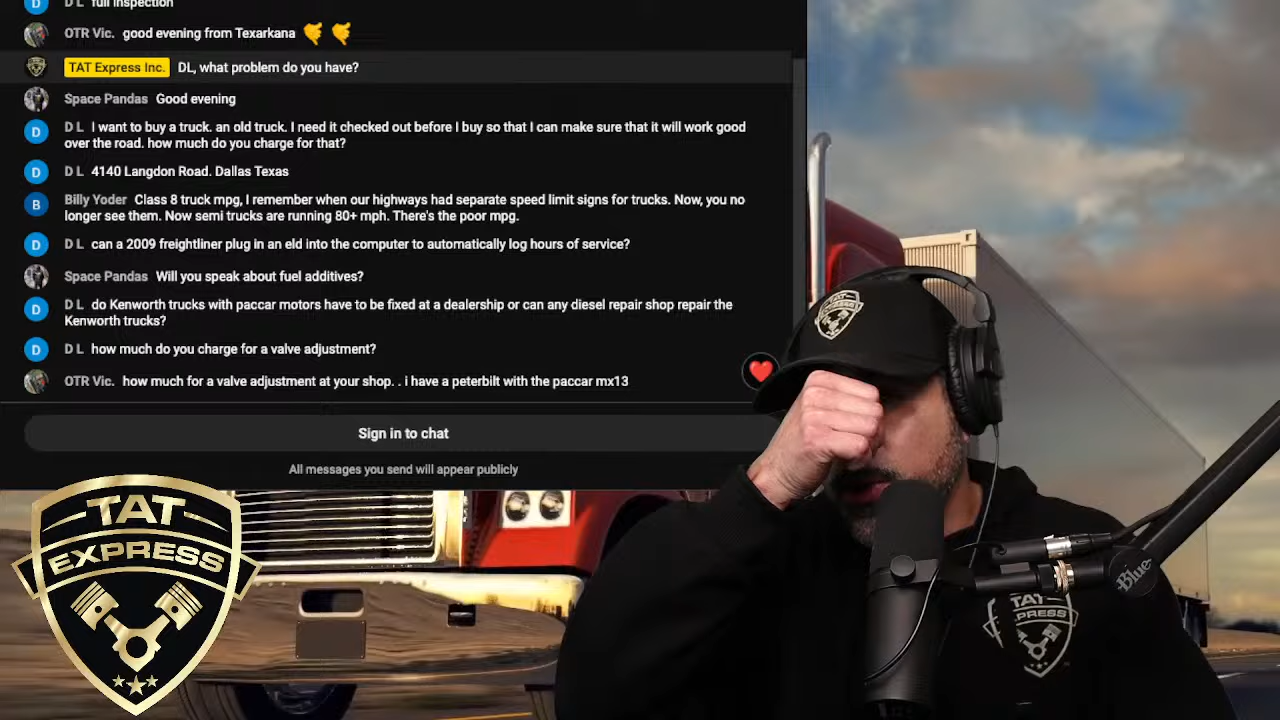 D L full inspection
OTR Vic. good evening from Texarkana
TAT Express Inc. DL, what problem do you have?
Space Pandas Good evening
D D L I want to buy a truck. an old truck. I need it checked out before I buy so that I can make sure that it will work good
over the road. how much do you charge for that?
D D L 4140 Langdon Road. Dallas Texas
B Billy Yoder Class 8 truck mpg, I remember when our highways had separate speed limit signs for trucks. Now, you no
longer see them. Now semi trucks are running 80+ mph. There's the poor mpg.
D D L can a 2009 freightliner plug in an eld into the computer to automatically log hours of service?
Space Pandas Will you speak about fuel additives?
D D L do Kenworth trucks with paccar motors have to be fixed at a dealership or can any diesel repair shop repair the
Kenworth trucks?
D D L how much do you charge for a valve adjustment?
OTR Vic. how much for a valve adjustment at your shop. . i have a peterbilt with the paccar mx13
Sign in to chat
All messages you send will appear publicly
TAT
EXPRESS
TAT
EXPRESS
Blue
TAT
PRESS